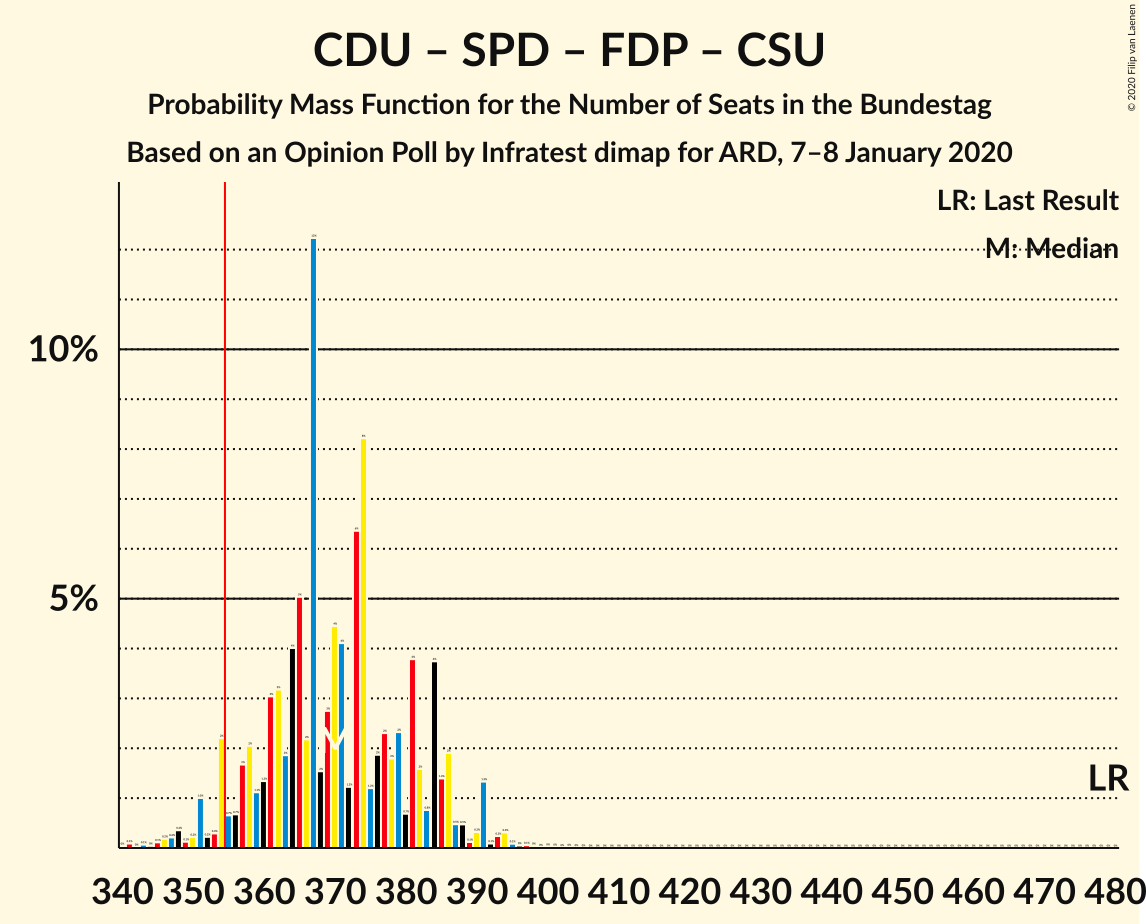 CDU – SPD – FDP – CSU
Probability Mass Function for the Number of Seats in the Bundestag
Based on an Opinion Poll by Infratest dimap for ARD, 7–8 January 2020
© 2020 Filip van Laenen
LR: Last Result
M: Median
10%
5%
M
LR
340 350 360 370 380 390 400 410 420 430 440 450 460 470 480